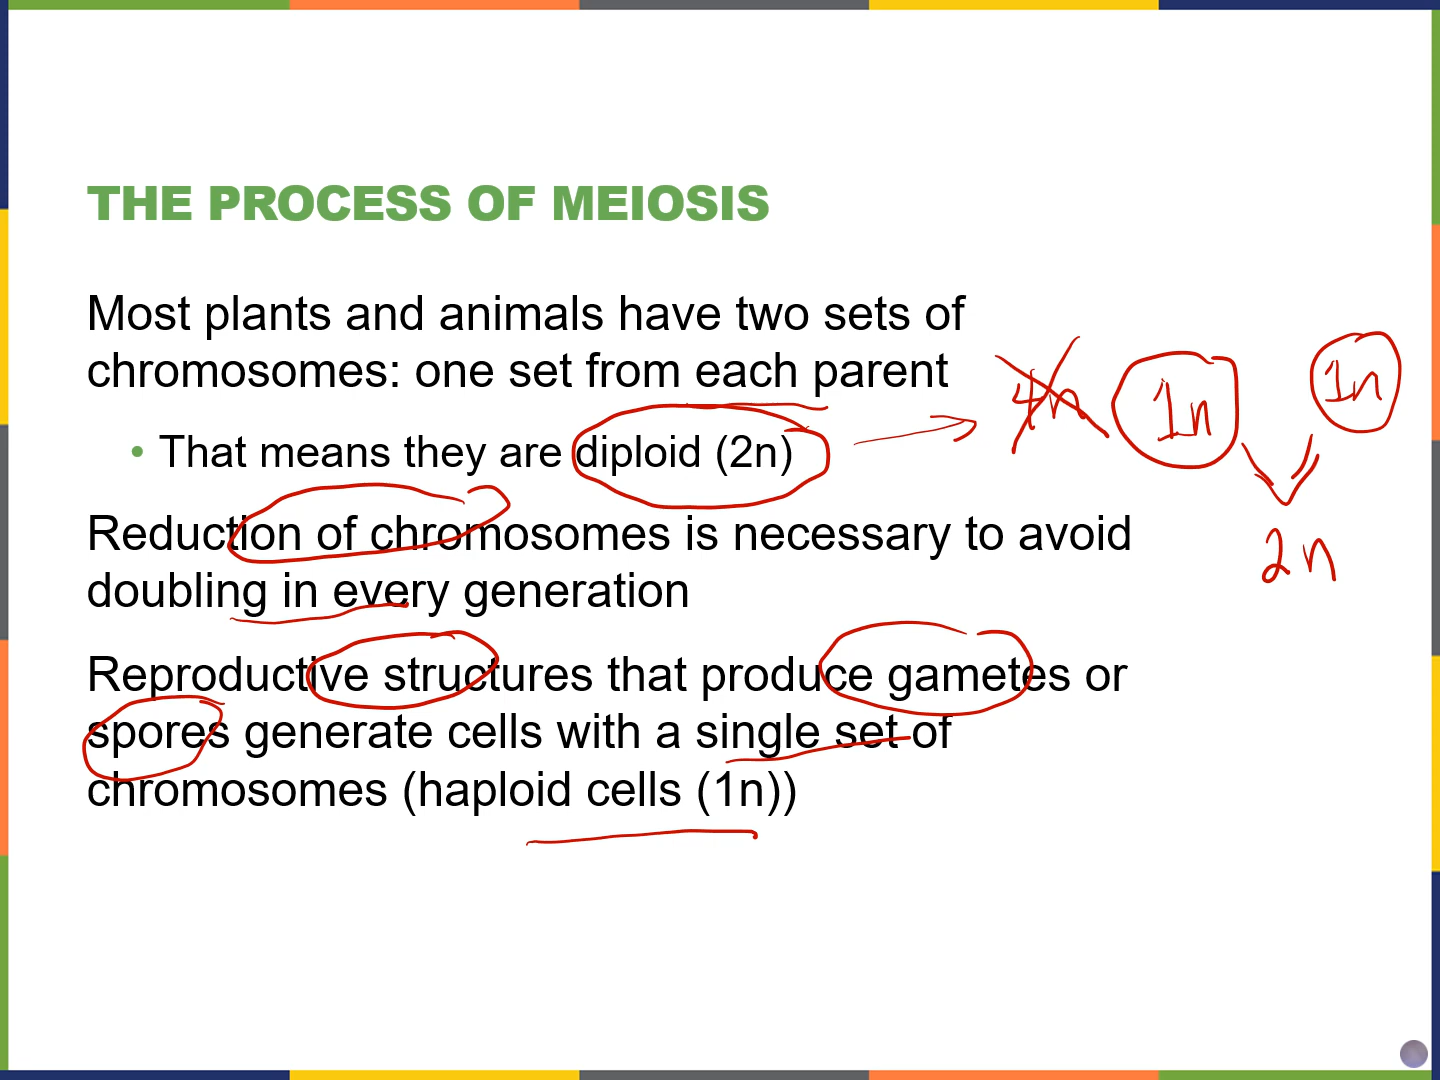 THE PROCESS OF MEIOSIS
Most plants and animals have two sets of
chromosomes: one set from each parent
• That means they are diploid (2n)
4n
1n
1n
2n
Reduction of chromosomes is necessary to avoid
doubling in every generation
Reproductive structures that produce gametes or
spores generate cells with a single set of
chromosomes (haploid cells (1n))